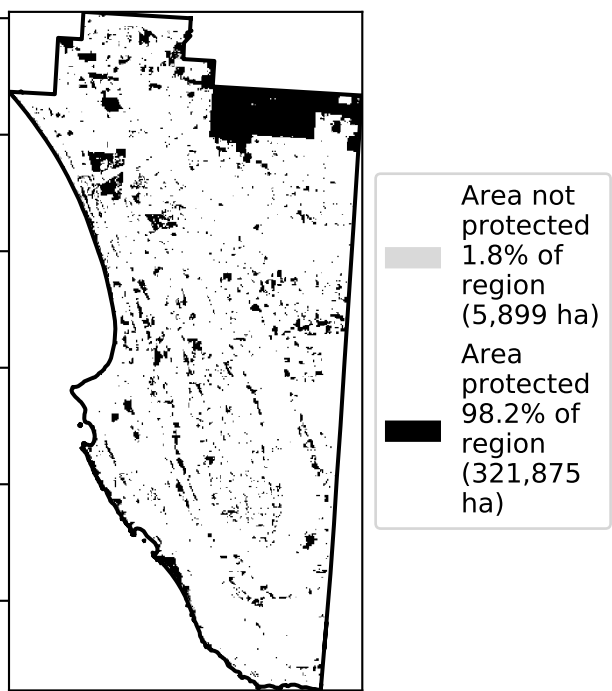 Area not
protected
1.8% of
region
(5,899 ha)
Area
protected
98.2% of
region
(321,875
ha)